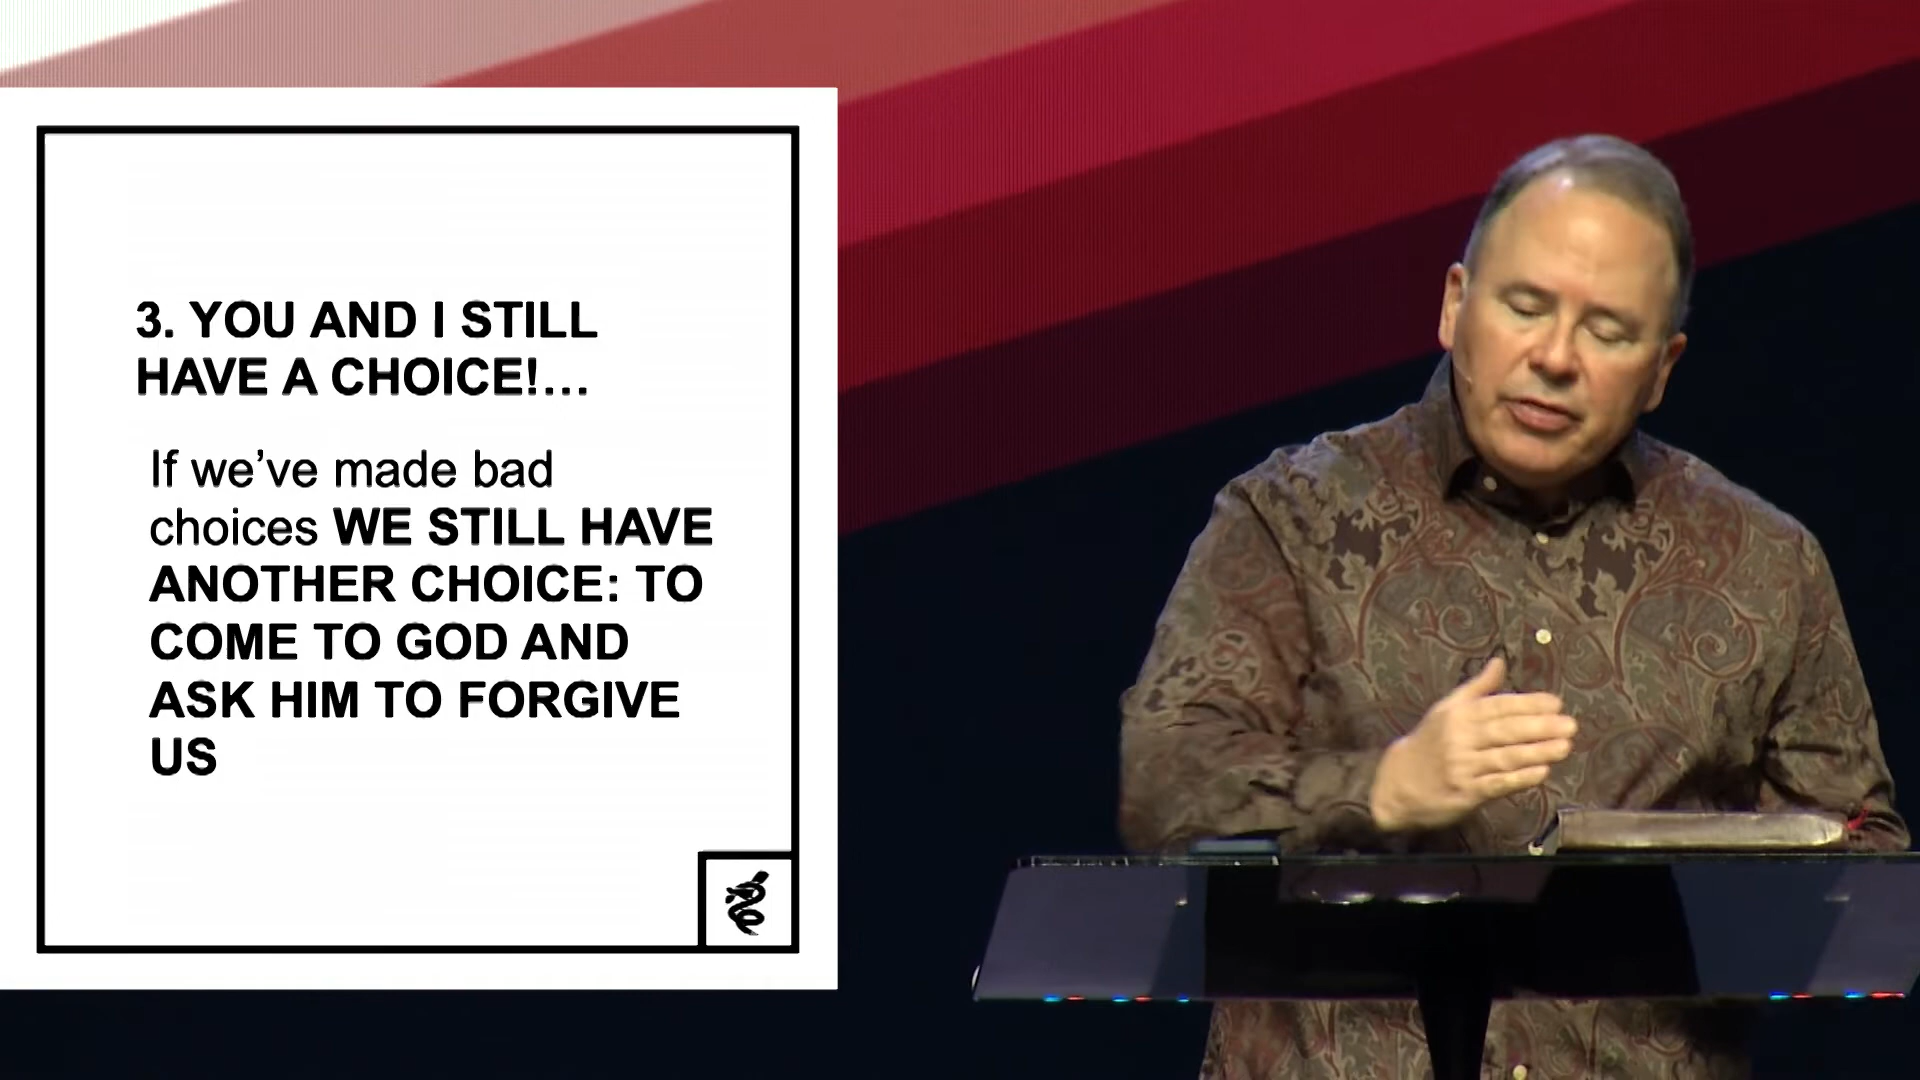 3. YOU AND I STILL
HAVE A CHOICE!...
If we’ve made bad
choices WE STILL HAVE
ANOTHER CHOICE: TO
COME TO GOD AND
ASK HIM TO FORGIVE
US